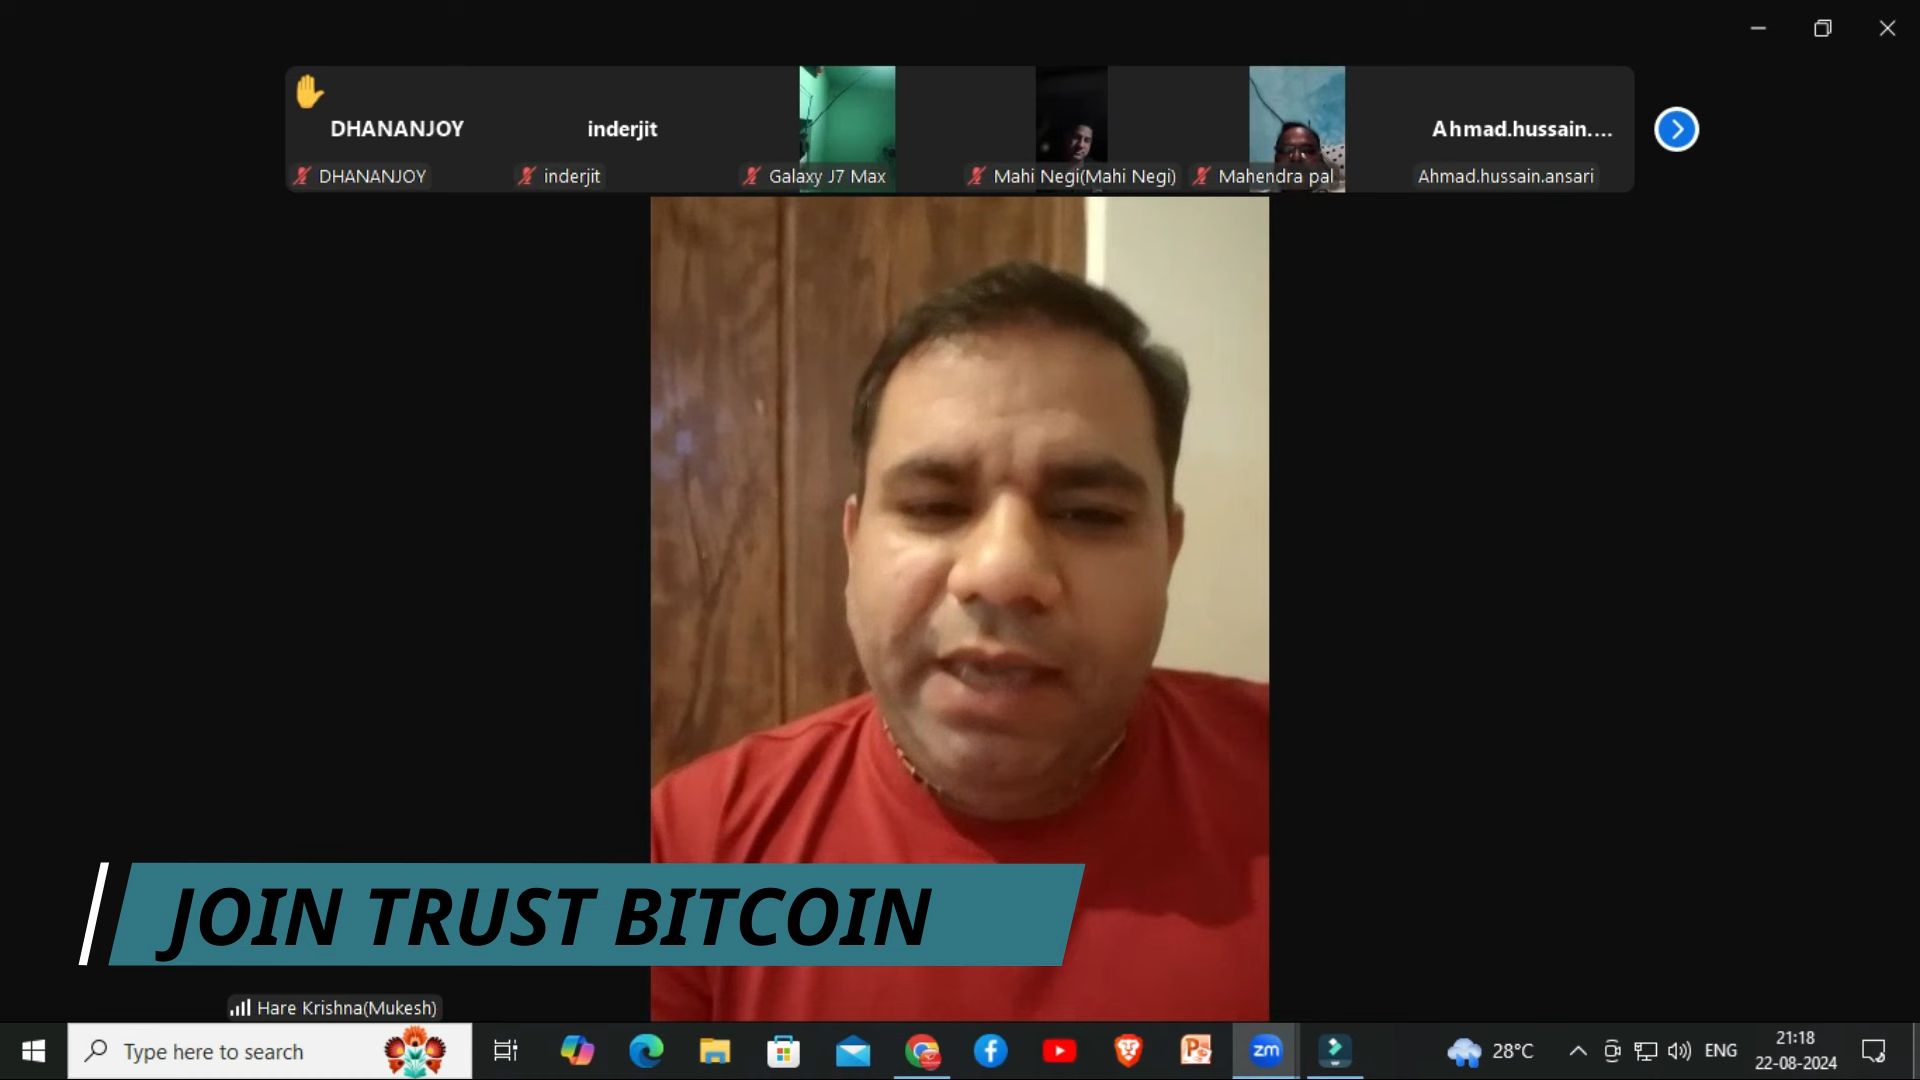 DHANANJOY
inderjit
Ahmad.hussain....
DHANANJOY
inderjit
Galaxy J7 Max
Mahi Negi(Mahi Negi)
Mahendra pal
Ahmad.hussain.ansari
JOIN TRUST BITCOIN
Hare Krishna(Mukesh)
Type here to search
zm
28°C
ENG
21:18
22-08-2024